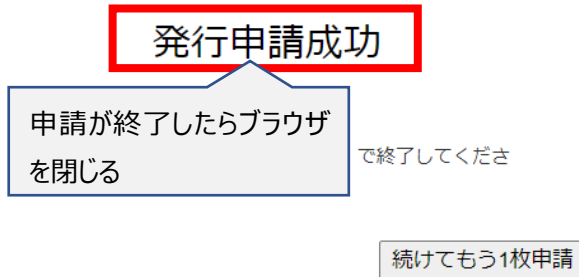 発行申請成功
申請が終了したらブラウザ
を閉じる
で終了してくださ
続けてもう1枚申請